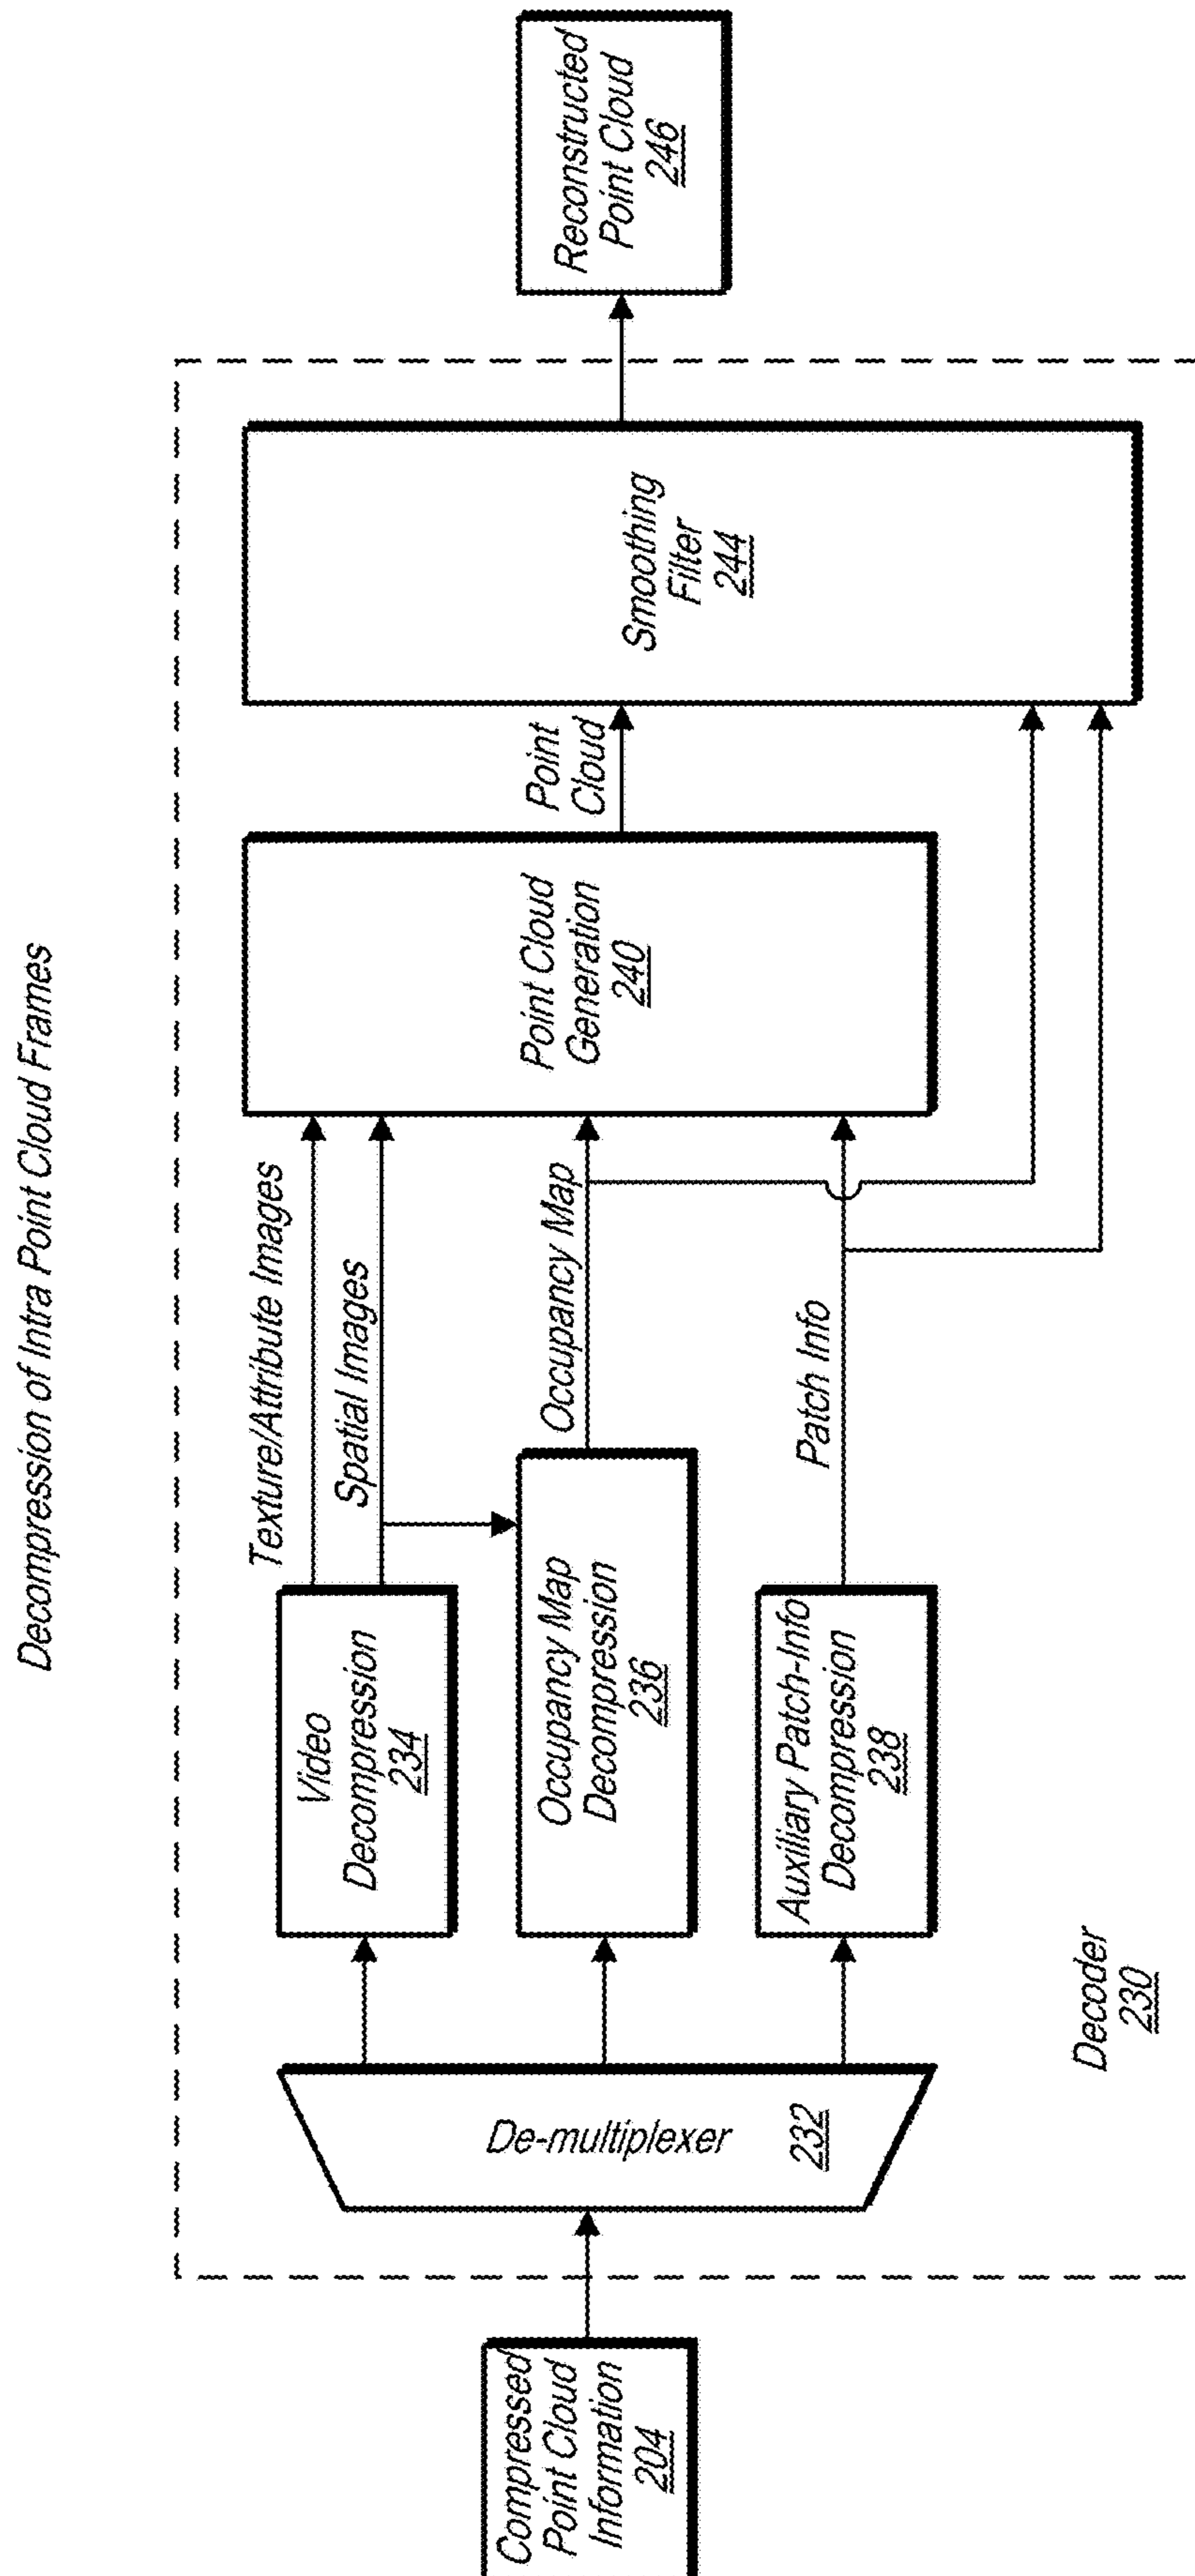 Decompression of Intra Point Cloud Frames
Compressed
Point Cloud
Information
204
De-multiplexer
232
Decoder
230
Video
Decompression
234
Occupancy Map
Decompression
236
Auxiliary Patch-Info
Decompression
238
Texture/Attribute Images
Spatial Images
Occupancy Map
Patch Info
Point Cloud
Generation
240
Point
Cloud
Smoothing
Filter
244
Reconstructed
Point Cloud
246